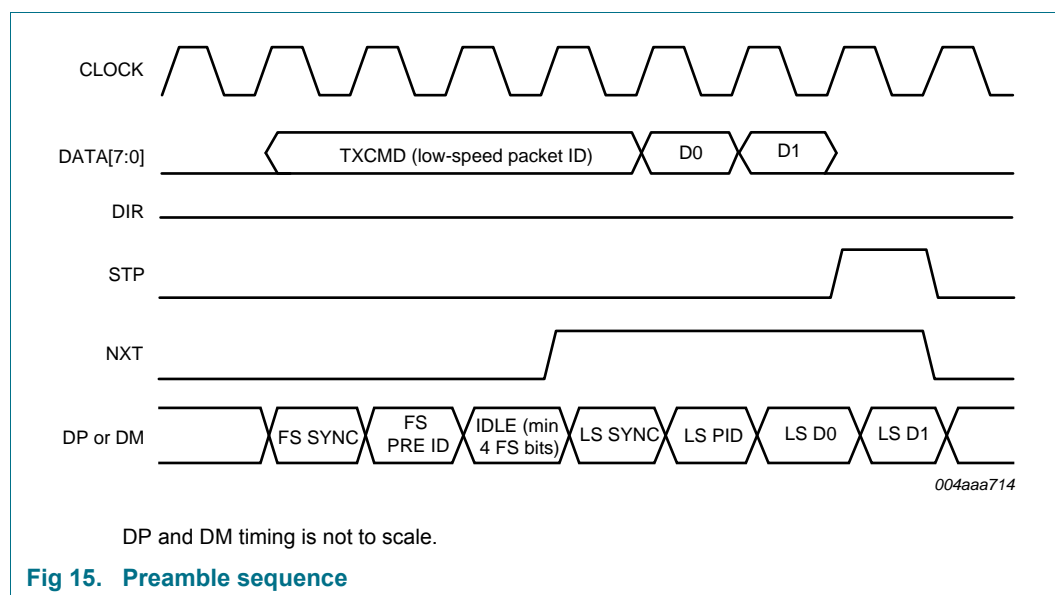 CLOCK
DATA[7:0]
TXCMD (low-speed packet ID)
D0
D1
DIR
STP
NXT
DP or DM
FS SYNC
FS
PRE ID
IDLE (min
4 FS bits)
LS SYNC
LS PID
LS D0
LS D1
004aaa714
DP and DM timing is not to scale.
Fig 15. Preamble sequence